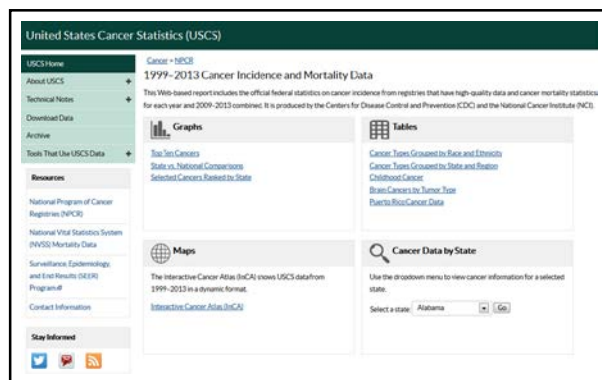 United States Cancer Statistics (USCS)
USCS Home
About USCS +
Technical Notes +
Download Data
Archive
Tools That Use USCS Data +
Resources
National Program of Cancer
Registries (NPCR)
National Vital Statistics System
(NVSS) Mortality Data
Surveillance, Epidemiology,
and End Results (SEER)
Program
Contact Information
Stay Informed
Cancer > NPCR
1999–2013 Cancer Incidence and Mortality Data
This Web-based report includes the official federal statistics on cancer incidence from registries that have high-quality data and cancer mortality statistics
for each year and 2009–2013 combined. It is produced by the Centers for Disease Control and Prevention (CDC) and the National Cancer Institute (NCI).
Graphs
Top Ten Cancers
State vs. National Comparisons
Selected Cancers Ranked by State
Tables
Cancer Types Grouped by Race and Ethnicity
Cancer Types Grouped by State and Region
Childhood Cancer
Brain Cancers by Tumor Type
Puerto Rico Cancer Data
Maps
The Interactive Cancer Atlas (InCA) shows USCS data from
1999–2013 in a dynamic format.
Interactive Cancer Atlas (InCA)
Cancer Data by State
Use the dropdown menu to view cancer information for a selected
state.
Select a state: Alabama Go